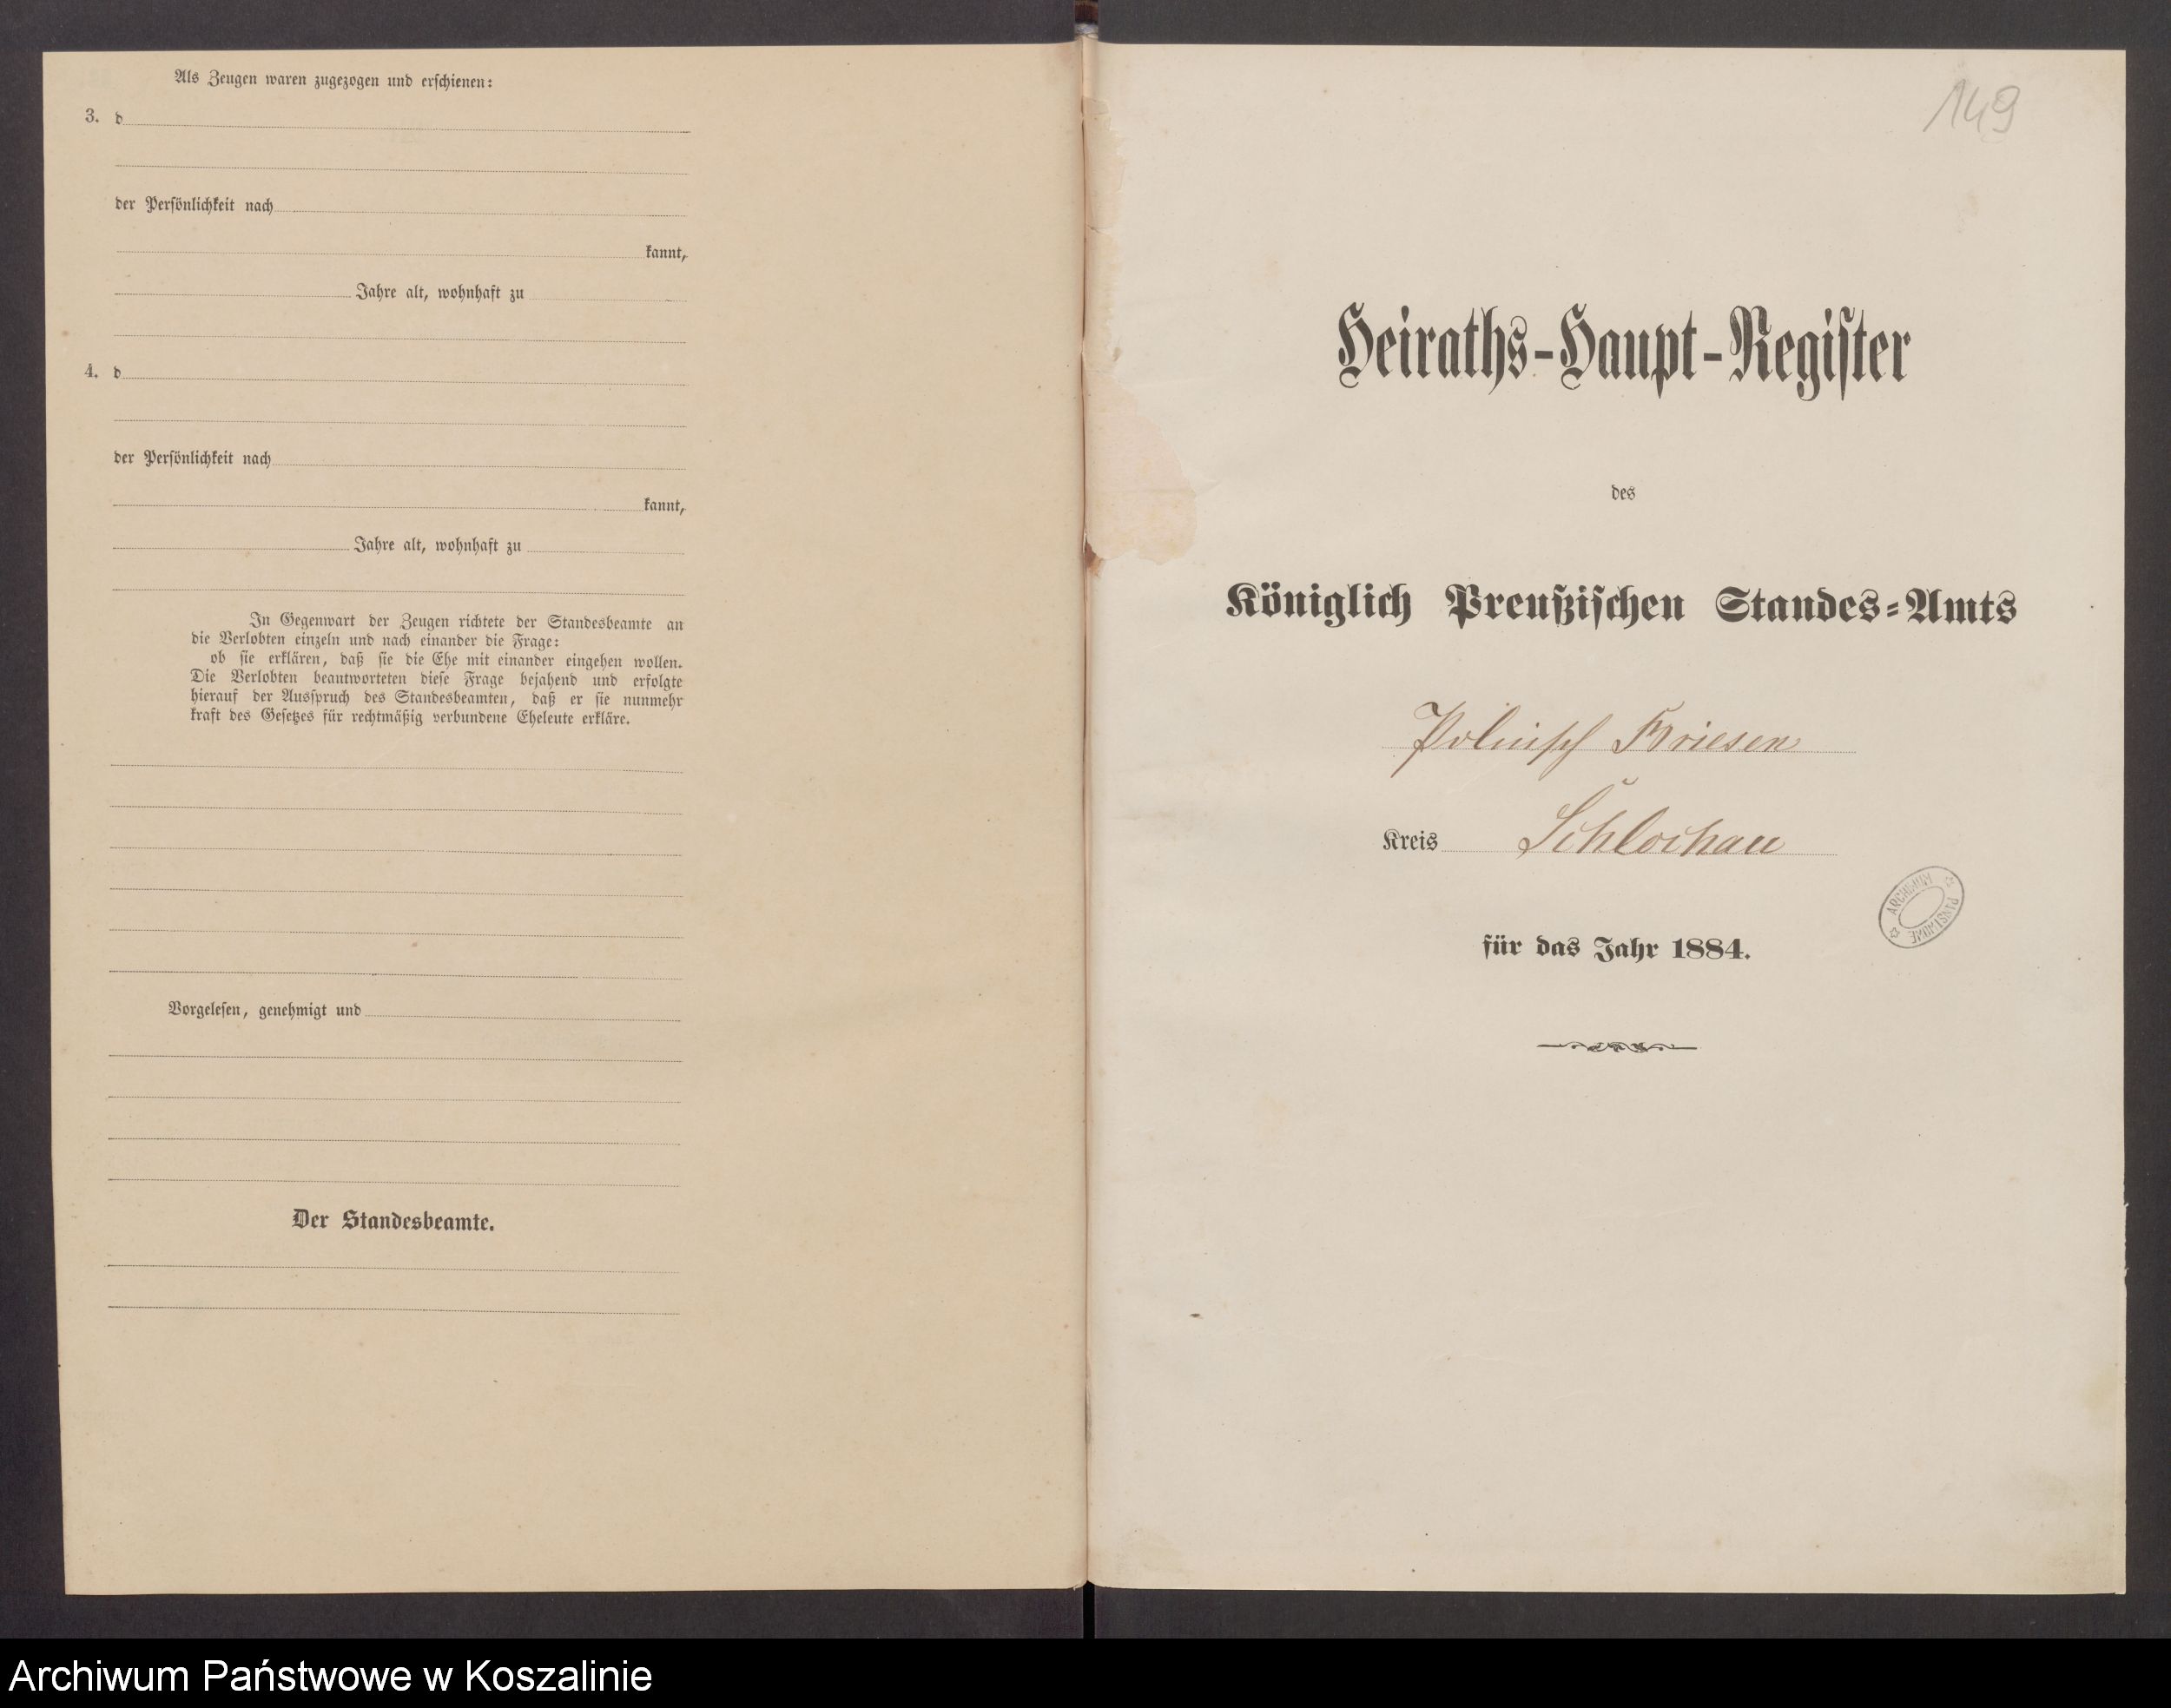 Als Zeugen waren zugezogen und erschienen:
3. d
der Persönlichkeit nach
kannt,
Jahre alt, wohnhaft zu
4. d
der Persönlichkeit nach
kannt,
Jahre alt, wohnhaft zu
In Gegenwart der Zeugen richtete der Standesbeamte an
die Verlobten einzeln und nach einander die Frage:
ob sie erklären, daß sie die Ehe mit einander eingehen wollen.
Die Verlobten beantworteten diese Frage bejahend und erfolgte
hierauf der Ausspruch des Standesbeamten, daß er sie nunmehr
kraft des Gesetzes für rechtmäßig verbundene Eheleute erkläre.
Vorgelesen, genehmigt und
Der Standesbeamte.
149
Heiraths-Haupt-Register
des
Königlich Preußischen Standes-Amts
Polnisch Briesen
Kreis Schlochau
für das Jahr 1884.
ARCHIWUM PAŃSTWOWE
Archiwum Państwowe w Koszalinie